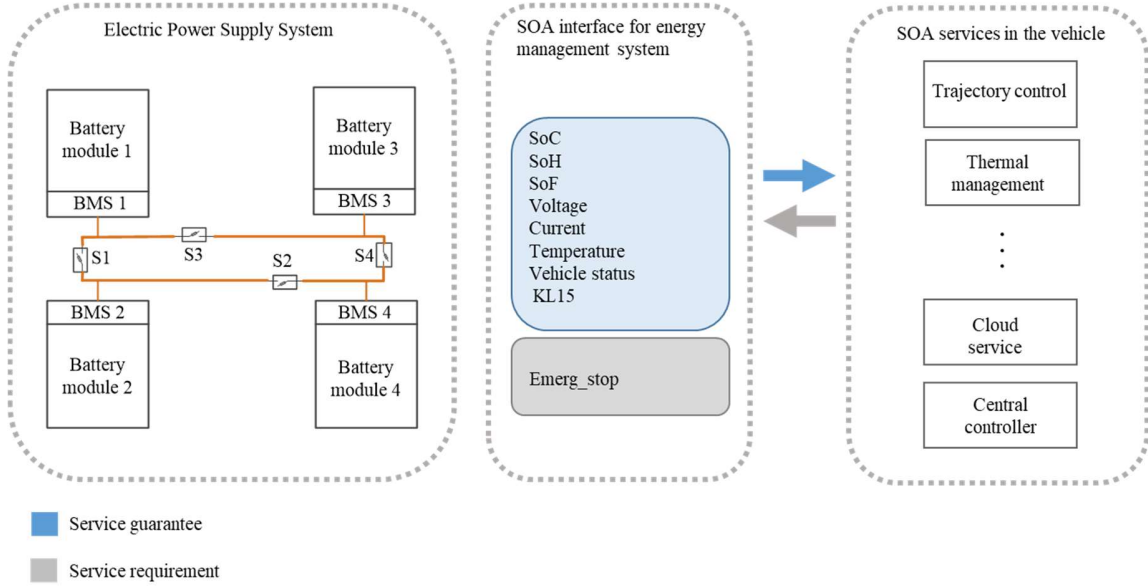 Electric Power Supply System
Battery
module 1
BMS 1
Battery
module 3
BMS 3
S1
S3
S2
S4
BMS 2
Battery
module 2
BMS 4
Battery
module 4
SOA interface for energy
management system
SoC
SoH
SoF
Voltage
Current
Temperature
Vehicle status
KL15
Emerg_stop
SOA services in the vehicle
Trajectory control
Thermal
management
Cloud
service
Central
controller
Service guarantee
Service requirement